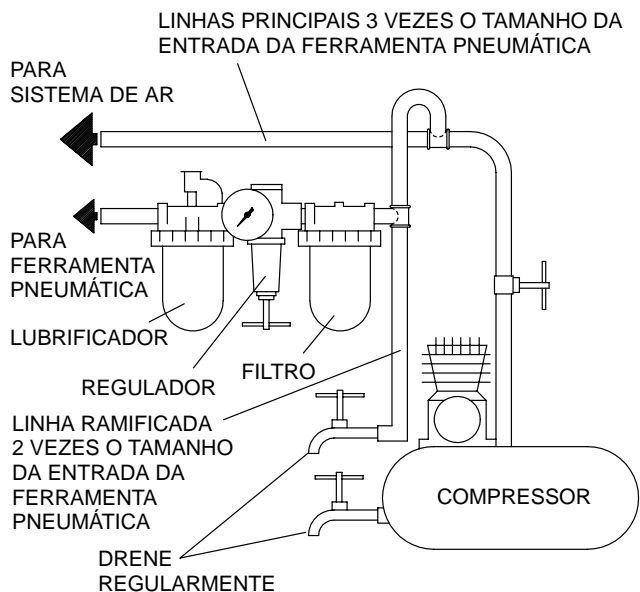 LINHAS PRINCIPAIS 3 VEZES O TAMANHO DA
ENTRADA DA FERRAMENTA PNEUMÁTICA
PARA
SISTEMA DE AR
PARA
FERRAMENTA
PNEUMÁTICA
LUBRIFICADOR
REGULADOR
FILTRO
LINHA RAMIFICADA
2 VEZES O TAMANHO
DA ENTRADA DA
FERRAMENTA
PNEUMÁTICA
COMPRESSOR
DRENE
REGULARMENTE